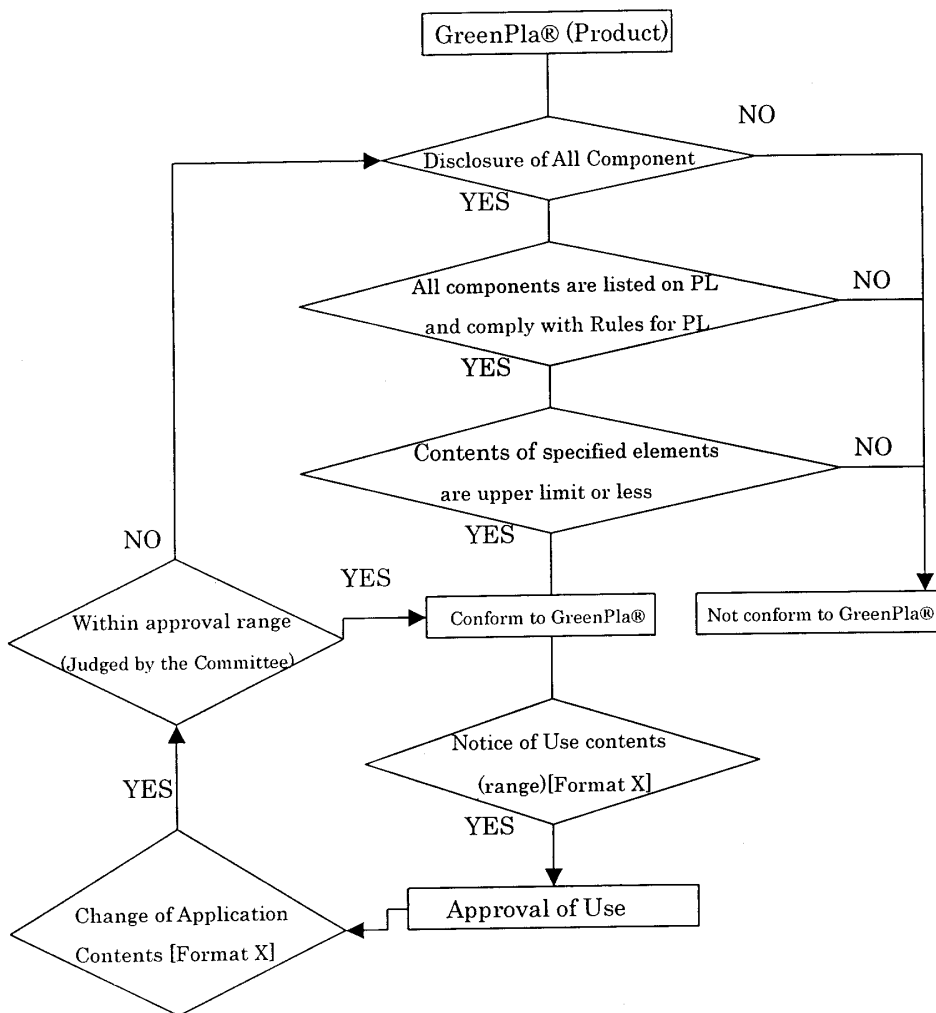 GreenPla® (Product)
NO
Disclosure of All Component
YES
All components are listed on PL
and comply with Rules for PL
NO
YES
Contents of specified elements
are upper limit or less
NO
YES
NO
YES
Within approval range
(Judged by the Committee)
Conform to GreenPla®
Not conform to GreenPla®
Notice of Use contents
(range)[Format X]
YES
YES
Approval of Use
Change of Application
Contents [Format X]